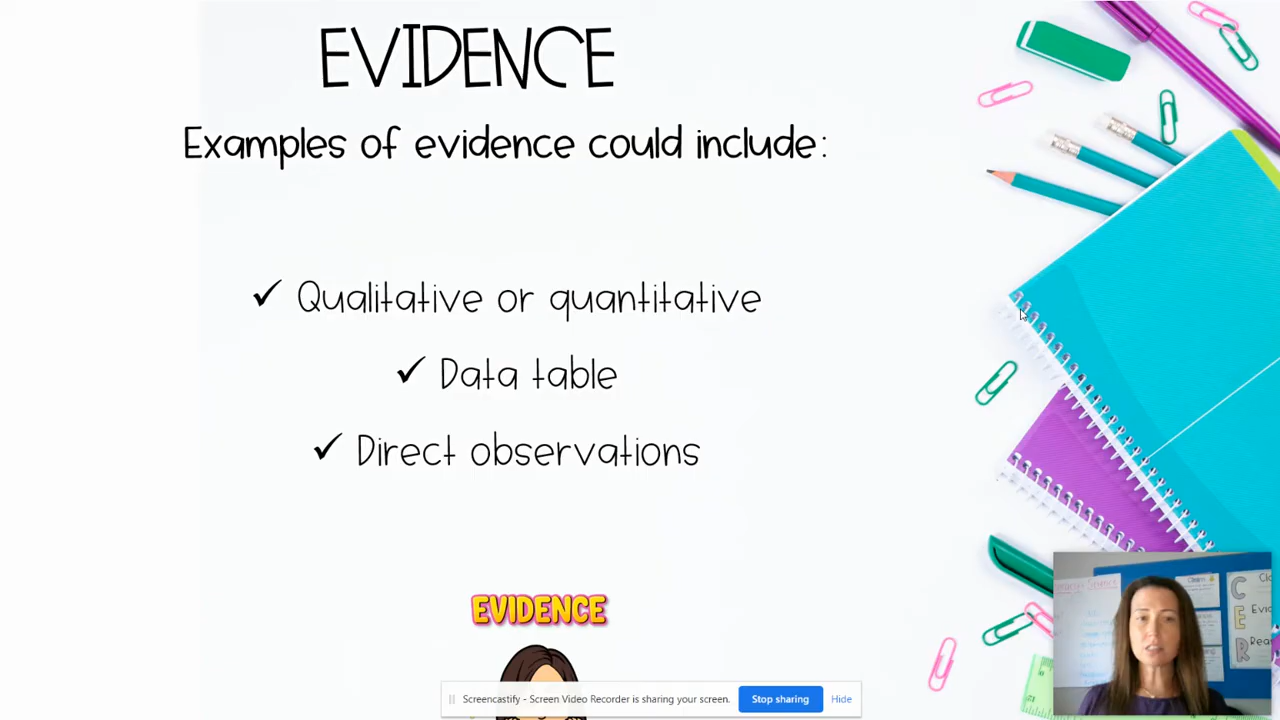 EVIDENCE
Examples of evidence could include:
✓ Qualitative or quantitative
✓ Data table
✓ Direct observations
EVIDENCE
Screencastify - Screen Video Recorder is sharing your screen.
Stop sharing
Hide
C
E
R